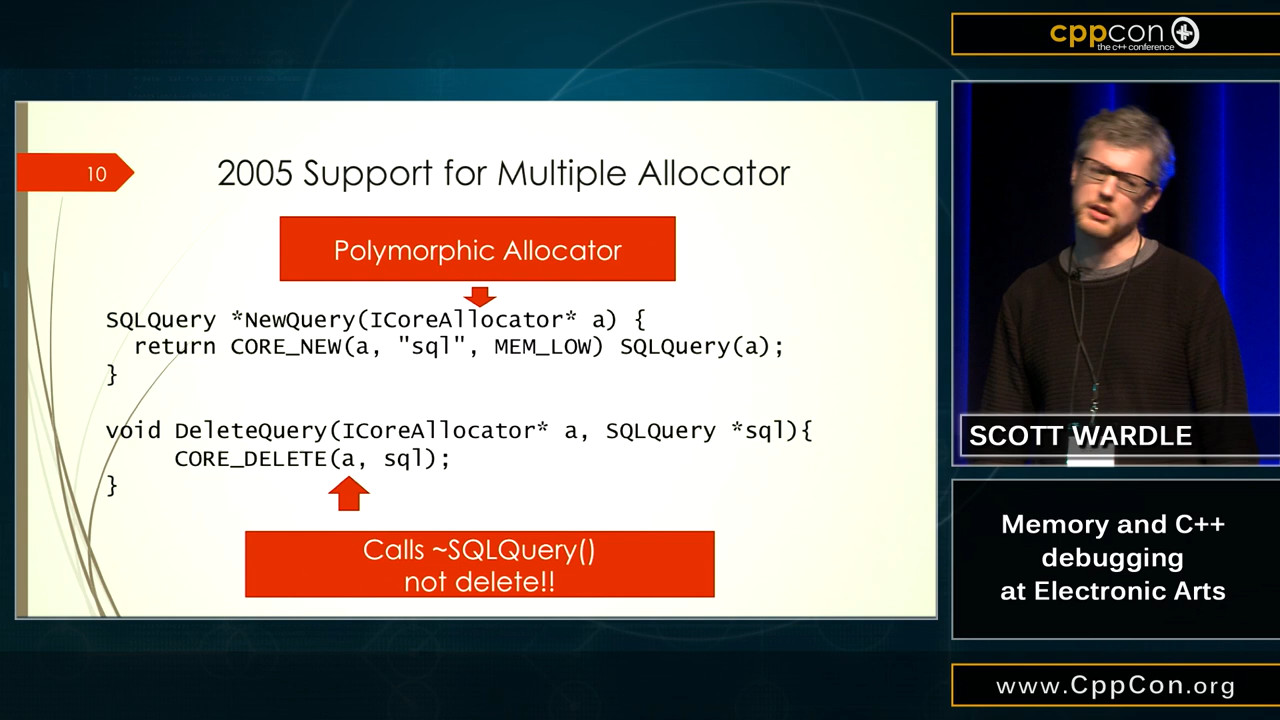 cppcon
the c++ conference
10
2005 Support for Multiple Allocator
Polymorphic Allocator
SQLQuery *NewQuery(ICoreAllocator* a) {
return CORE_NEW(a, "sql", MEM_LOW) SQLQuery(a);
}
void DeleteQuery(ICoreAllocator* a, SQLQuery *sql){
CORE_DELETE(a, sql);
}
Calls ~SQLQuery()
not delete!!
SCOTT WARDLE
Memory and C++
debugging
at Electronic Arts
www.CppCon.org